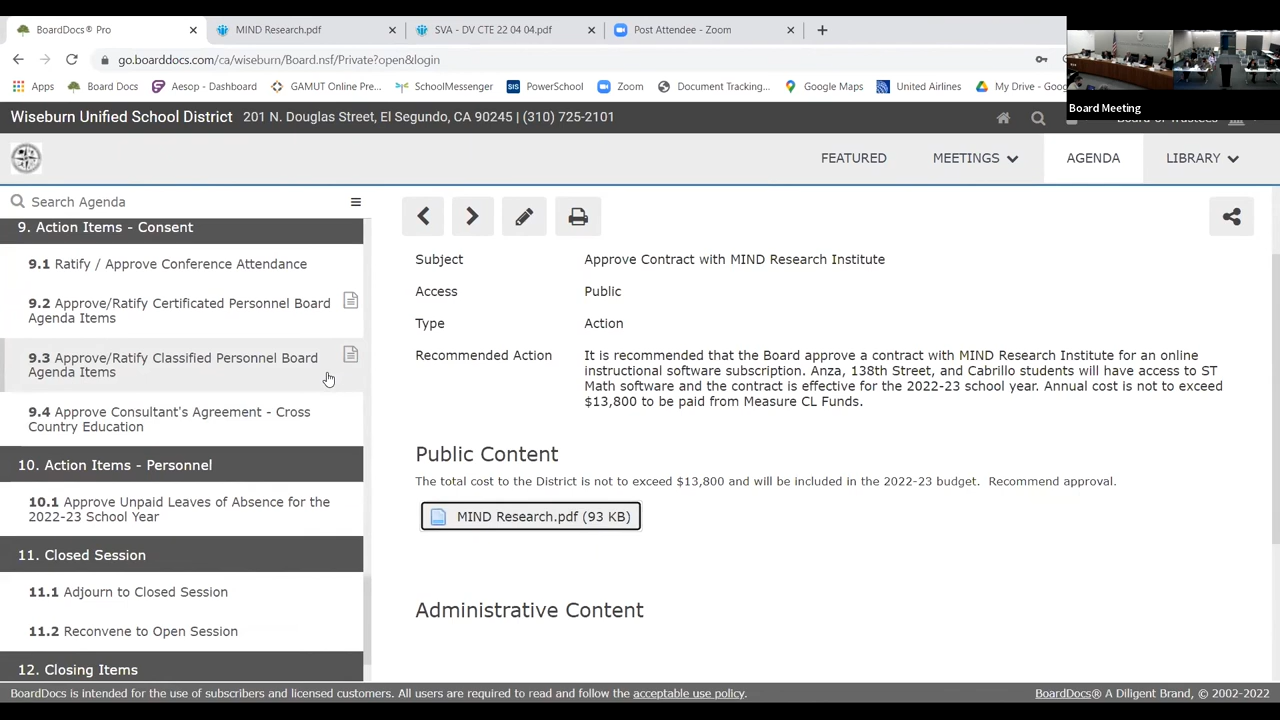 BoardDocs® Pro
MIND Research.pdf
SVA - DV CTE 22 04 04.pdf
Post Attendee - Zoom
go.boarddocs.com/ca/wiseburn/Board.nsf/Private?open&login
Apps
Board Docs
Aesop - Dashboard
GAMUT Online Pre...
SchoolMessenger
SIS
PowerSchool
Zoom
Document Tracking...
Google Maps
United Airlines
My Drive - Goog
Board Meeting
Wiseburn Unified School District 201 N. Douglas Street, El Segundo, CA 90245 | (310) 725-2101
Board of Trustees
FEATURED
MEETINGS
AGENDA
LIBRARY
Search Agenda
9. Action Items - Consent
9.1 Ratify / Approve Conference Attendance
9.2 Approve/Ratify Certificated Personnel Board
Agenda Items
9.3 Approve/Ratify Classified Personnel Board
Agenda Items
9.4 Approve Consultant's Agreement - Cross
Country Education
10. Action Items - Personnel
10.1 Approve Unpaid Leaves of Absence for the
2022-23 School Year
11. Closed Session
11.1 Adjourn to Closed Session
11.2 Reconvene to Open Session
12. Closing Items
Subject
Approve Contract with MIND Research Institute
Access
Public
Type
Action
Recommended Action
It is recommended that the Board approve a contract with MIND Research Institute for an online
instructional software subscription. Anza, 138th Street, and Cabrillo students will have access to ST
Math software and the contract is effective for the 2022-23 school year. Annual cost is not to exceed
$13,800 to be paid from Measure CL Funds.
Public Content
The total cost to the District is not to exceed $13,800 and will be included in the 2022-23 budget. Recommend approval.
MIND Research.pdf (93 KB)
Administrative Content
BoardDocs is intended for the use of subscribers and licensed customers. All users are required to read and follow the acceptable use policy.
BoardDocs® A Diligent Brand, © 2002-2022